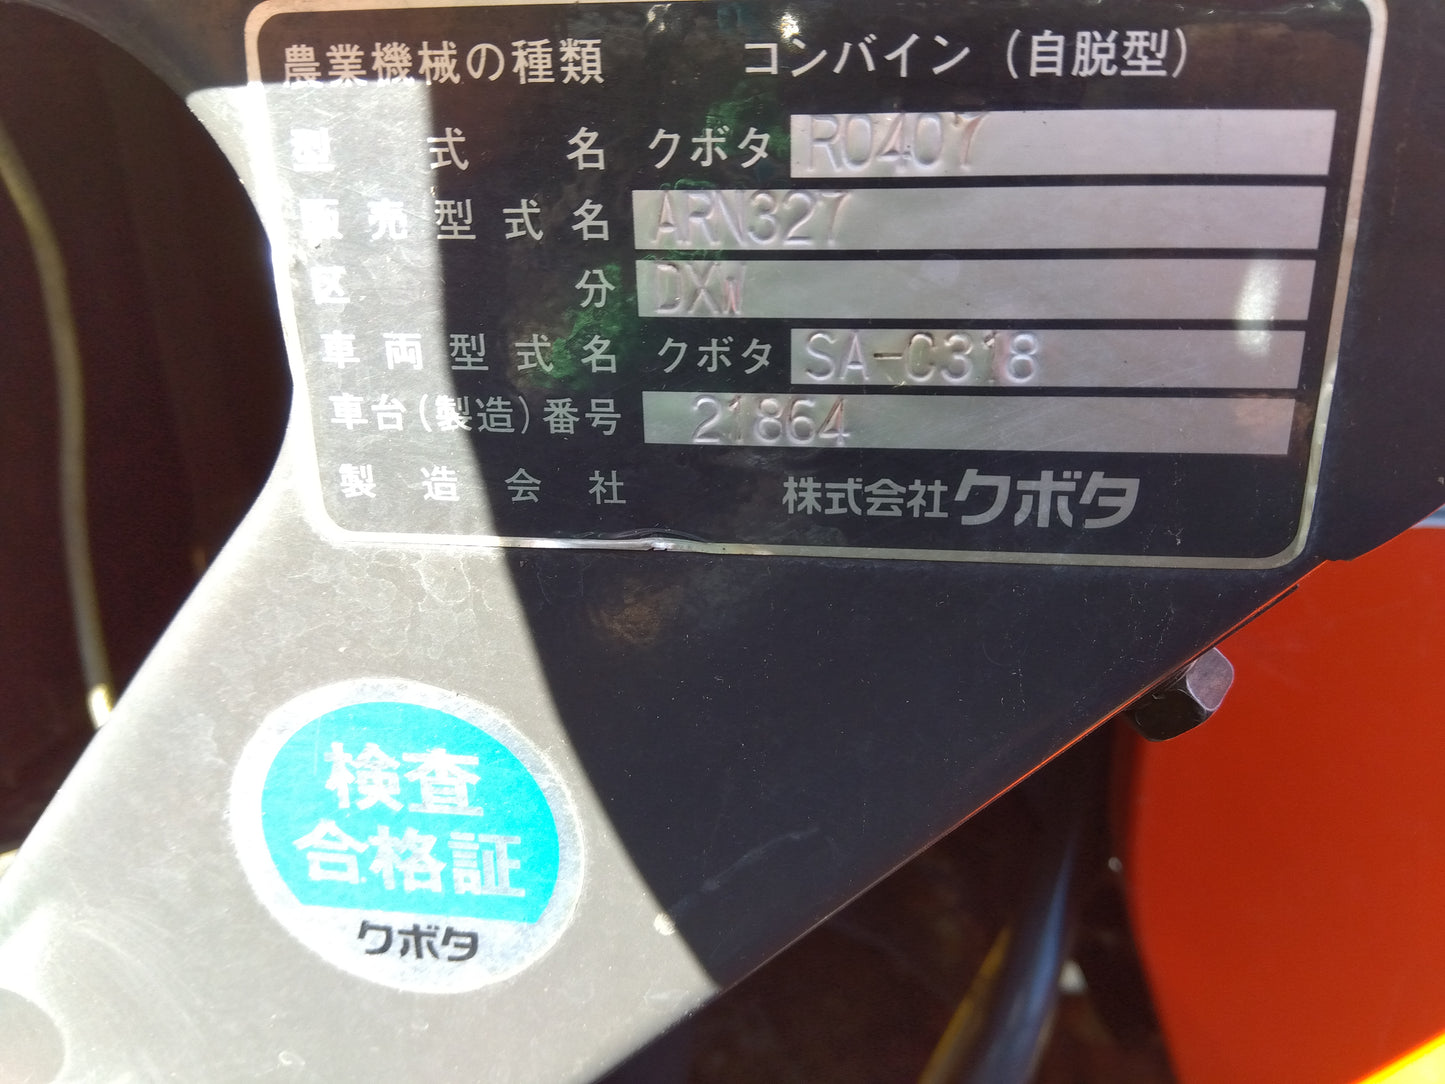 農業機械の種類 コンバイン（自脱型）
型式名 クボタ R0407
販売型式名 ARN327
区分 DXW
車両型式名 クボタ SA-C318
車台(製造)番号 21864
製造会社 株式会社クボタ
検査
合格証
クボタ